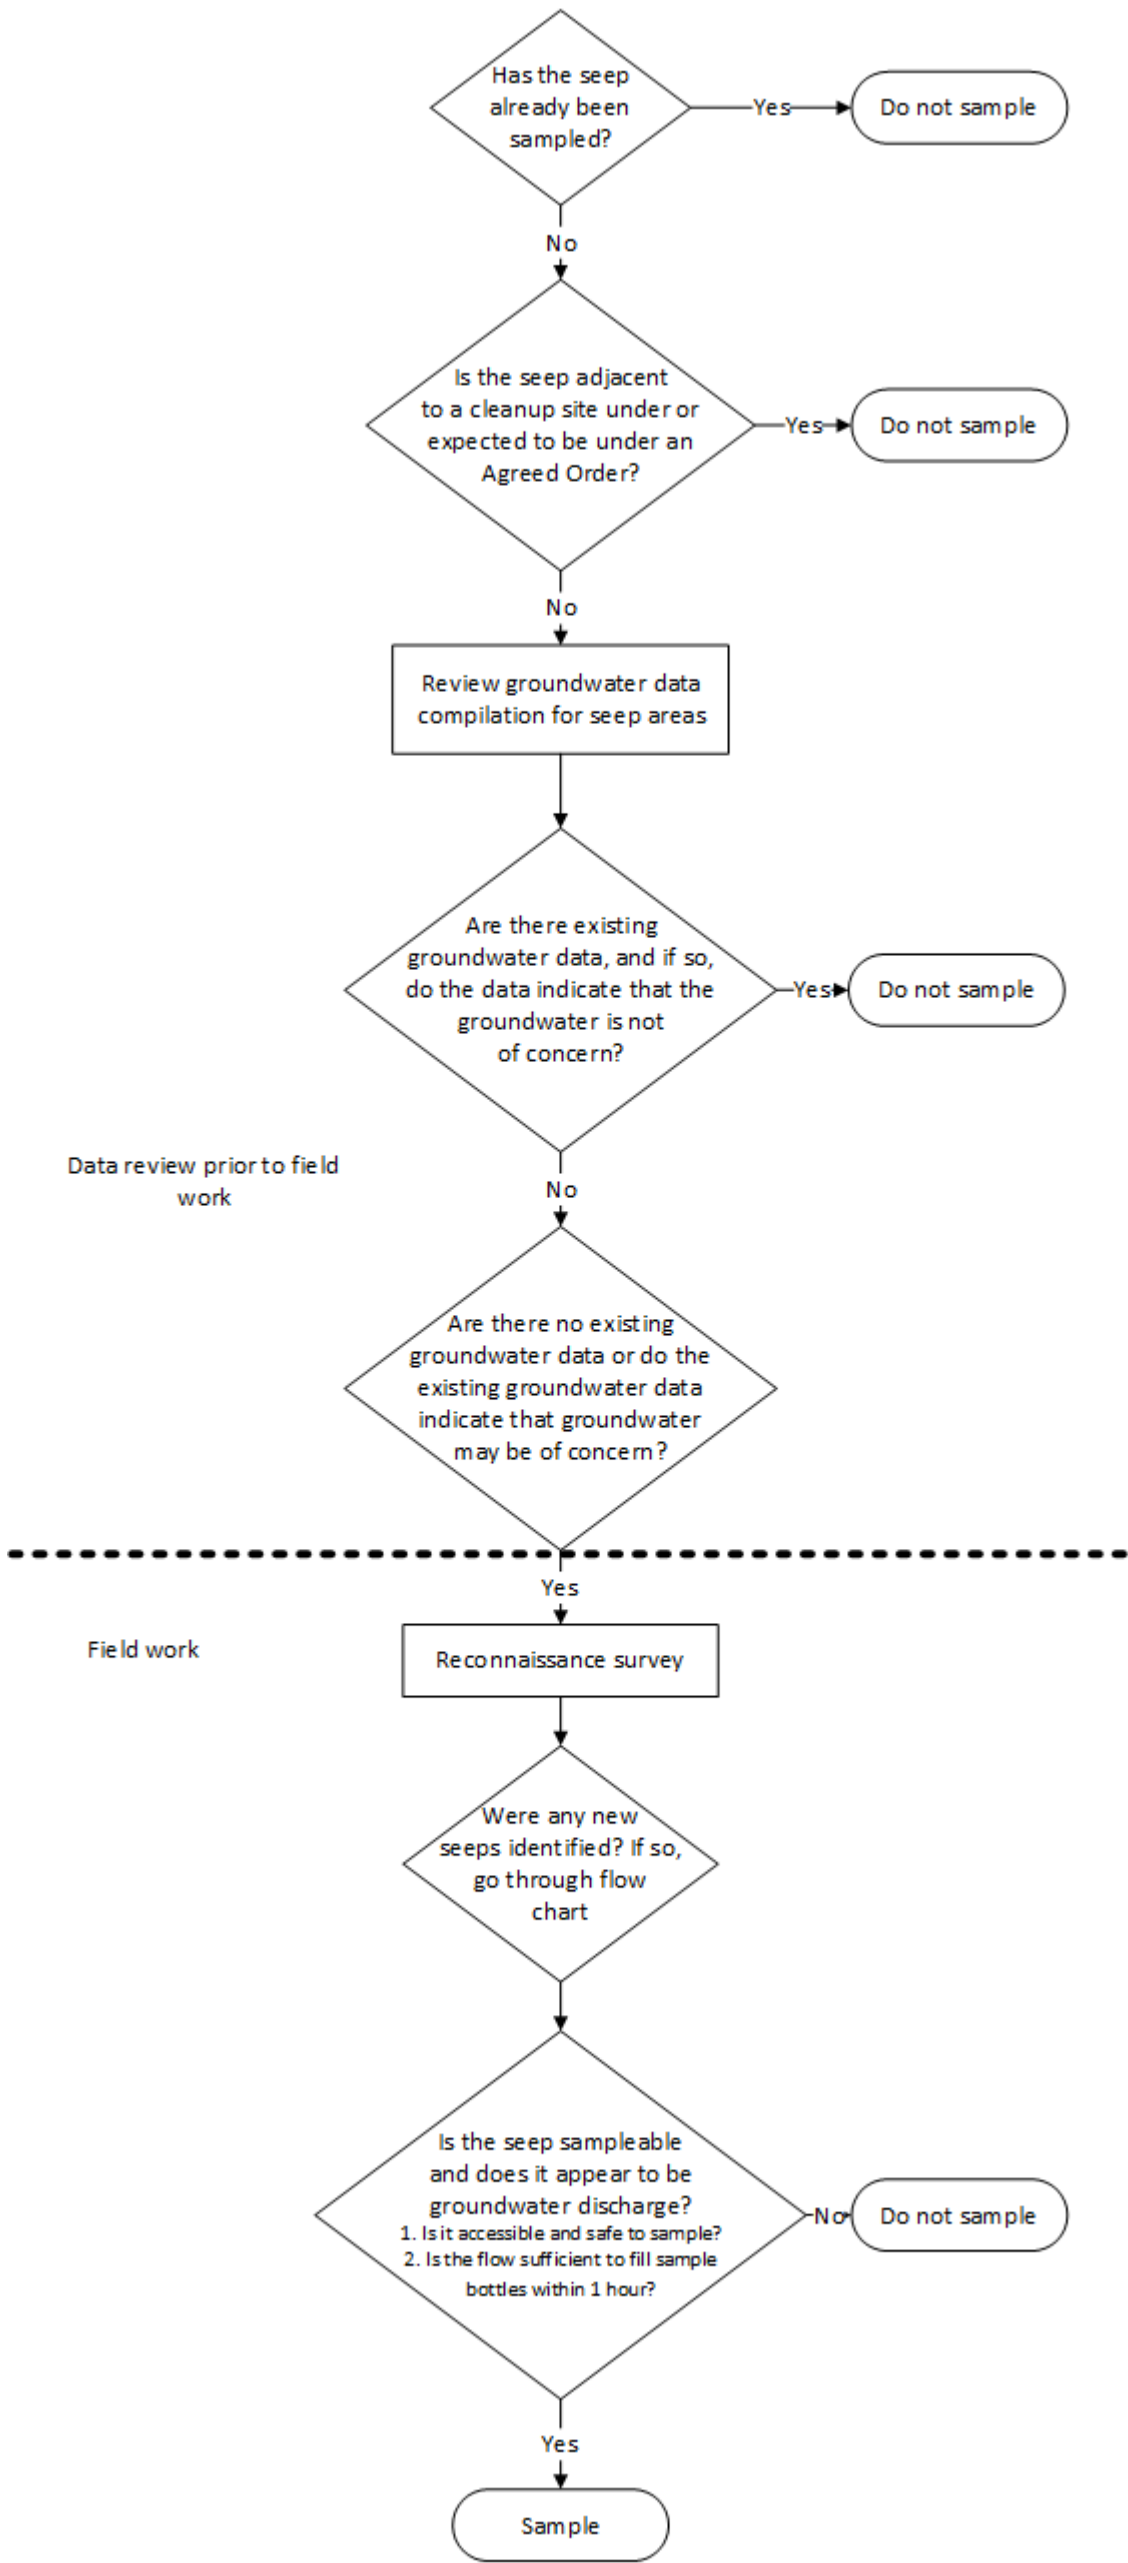 Has the seep
already been
sampled?
Yes
Do not sample
No
Is the seep adjacent
to a cleanup site under or
expected to be under an
Agreed Order?
Yes
Do not sample
No
Review groundwater data
compilation for seep areas
Are there existing
groundwater data, and if so,
do the data indicate that the
groundwater is not
of concern?
Yes
Do not sample
Data review prior to field
work
No
Are there no existing
groundwater data or do the
existing groundwater data
indicate that groundwater
may be of concern?
Yes
Field work
Reconnaissance survey
Were any new
seeps identified? If so,
go through flow
chart
Is the seep sampleable
and does it appear to be
groundwater discharge?
1. Is it accessible and safe to sample?
2. Is the flow sufficient to fill sample
bottles within 1 hour?
No
Do not sample
Yes
Sample